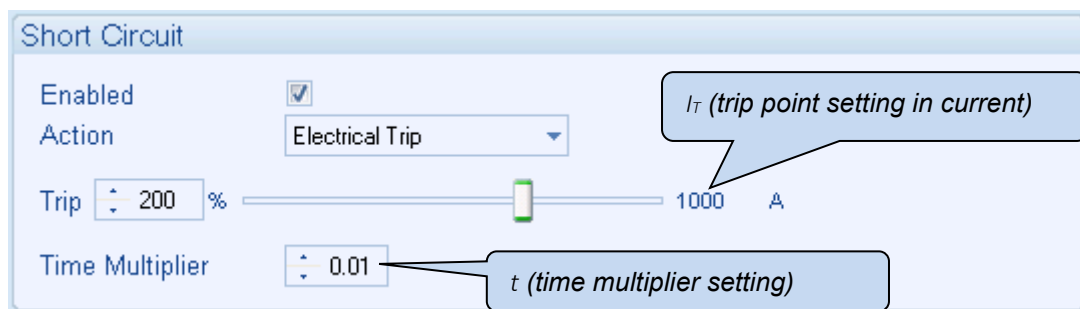 Short Circuit
Enabled
I_T (trip point setting in current)
Action Electrical Trip
Trip 200 % 1000 A
Time Multiplier 0.01
t (time multiplier setting)